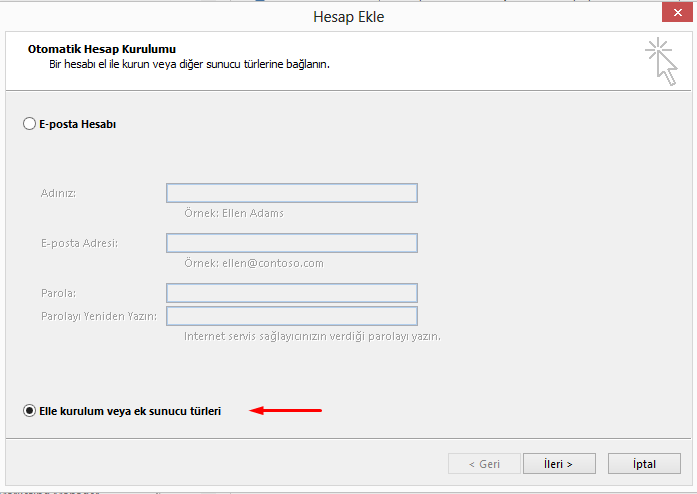 Hesap Ekle
Otomatik Hesap Kurulumu
Bir hesabı el ile kurun veya diğer sunucu türlerine bağlanın.
E-posta Hesabı
Adınız:
Örnek: Ellen Adams
E-posta Adresi:
Örnek: ellen@contoso.com
Parola:
Parolayı Yeniden Yazın:
Internet servis sağlayıcınızın verdiği parolayı yazın.
Elle kurulum veya ek sunucu türleri
< Geri
İleri >
İptal